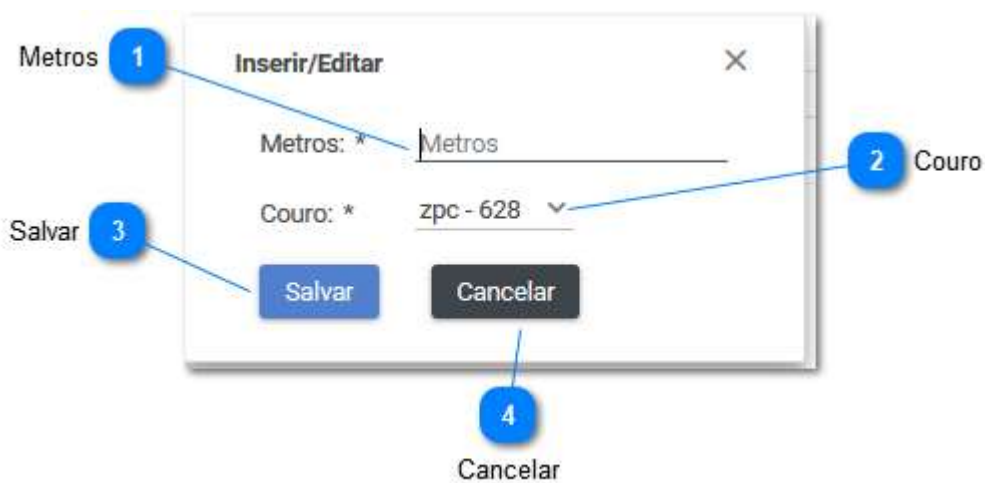 Metros 1
Inserir/Editar
Metros: * Metros
2 Couro
Couro: * zpc - 628
Salvar 3
Salvar Cancelar
4
Cancelar